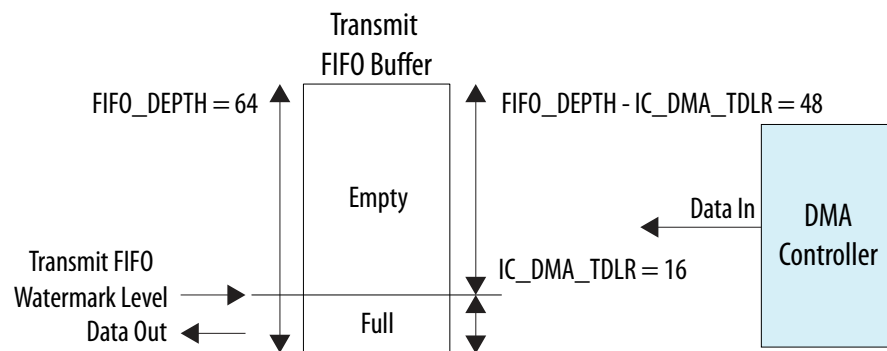 Transmit
FIFO Buffer
FIFO_DEPTH = 64
FIFO_DEPTH - IC_DMA_TDLR = 48
Empty
Data In
DMA
Controller
IC_DMA_TDLR = 16
Transmit FIFO
Watermark Level
Data Out
Full